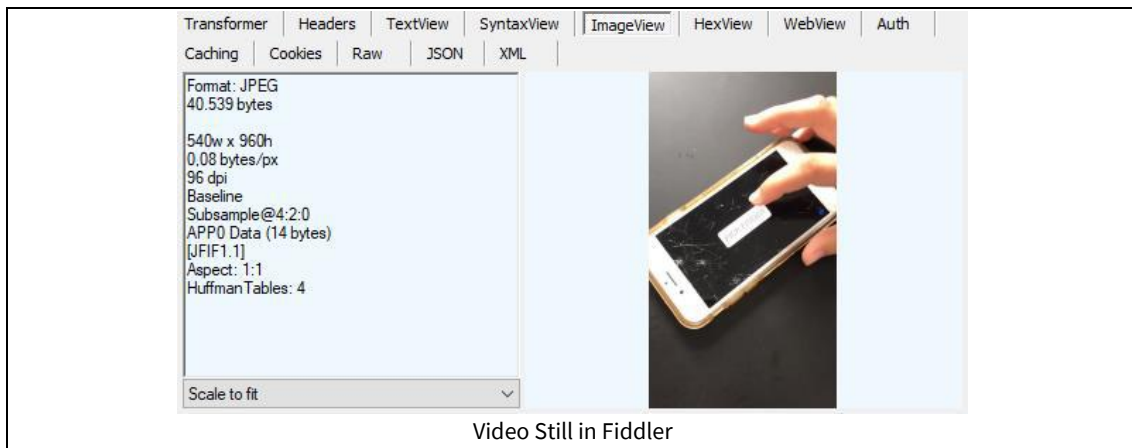 Transformer Headers TextView SyntaxView ImageView HexView WebView Auth
Caching Cookies Raw JSON XML
Format: JPEG
40.539 bytes
540w x 960h
0,08 bytes/px
96 dpi
Baseline
Subsample@4:2:0
APP0 Data (14 bytes)
[JFIF1.1]
Aspect: 1:1
HuffmanTables: 4
Scale to fit
Video Still in Fiddler